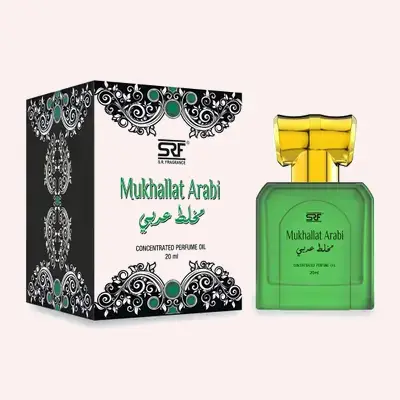 SRF
S.R. FRAGRANCE
Mukhallat Arabi
مخلط عربي
CONCENTRATED PERFUME OIL
20 ml
SRF
Mukhallat Arabi
مخلط عربي
CONCENTRATED PERFUME OIL
20ml